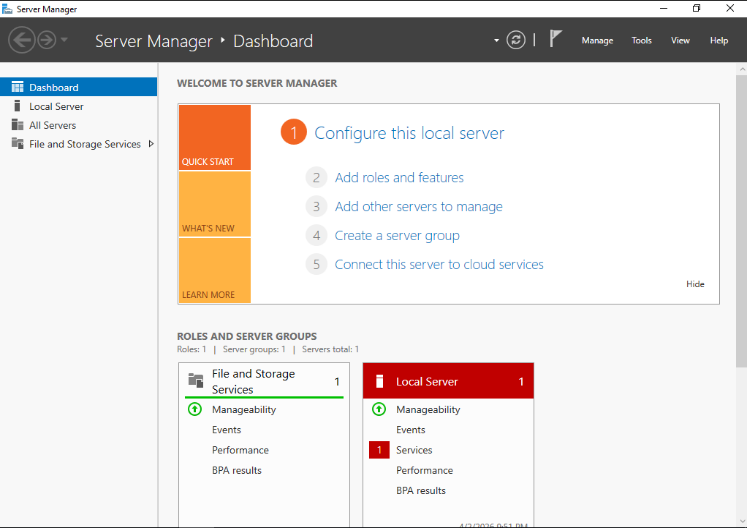 Server Manager
Server Manager • Dashboard
Manage Tools View Help
Dashboard
Local Server
All Servers
File and Storage Services
WELCOME TO SERVER MANAGER
QUICK START
WHAT'S NEW
LEARN MORE
1 Configure this local server
2 Add roles and features
3 Add other servers to manage
4 Create a server group
5 Connect this server to cloud services
Hide
ROLES AND SERVER GROUPS
Roles: 1 | Server groups: 1 | Servers total: 1
File and Storage
Services 1
Manageability
Events
Performance
BPA results
Local Server 1
Manageability
Events
1 Services
Performance
BPA results
4/2/2026 9:51 PM